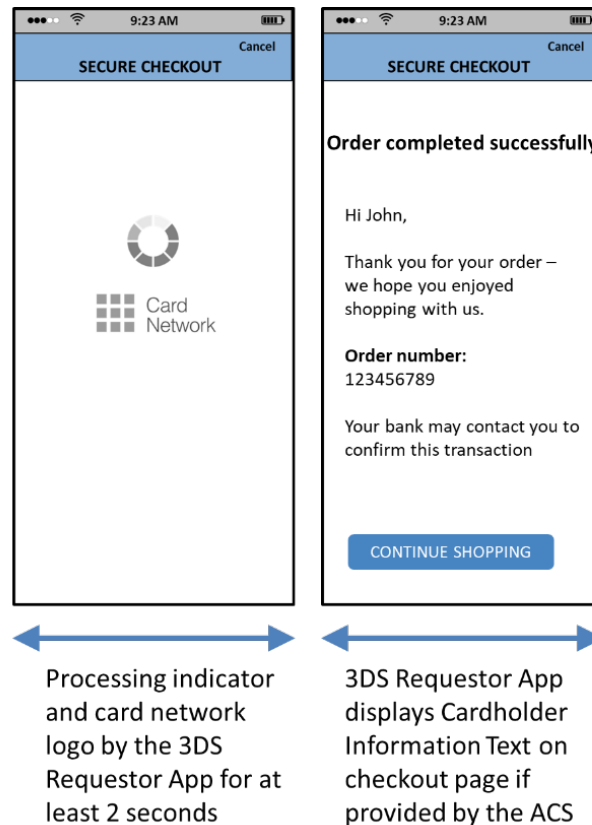 9:23 AM
Cancel
SECURE CHECKOUT
Card
Network
Processing indicator
and card network
logo by the 3DS
Requestor App for at
least 2 seconds
9:23 AM
Cancel
SECURE CHECKOUT
Order completed successfully
Hi John,
Thank you for your order –
we hope you enjoyed
shopping with us.
Order number:
123456789
Your bank may contact you to
confirm this transaction
CONTINUE SHOPPING
3DS Requestor App
displays Cardholder
Information Text on
checkout page if
provided by the ACS